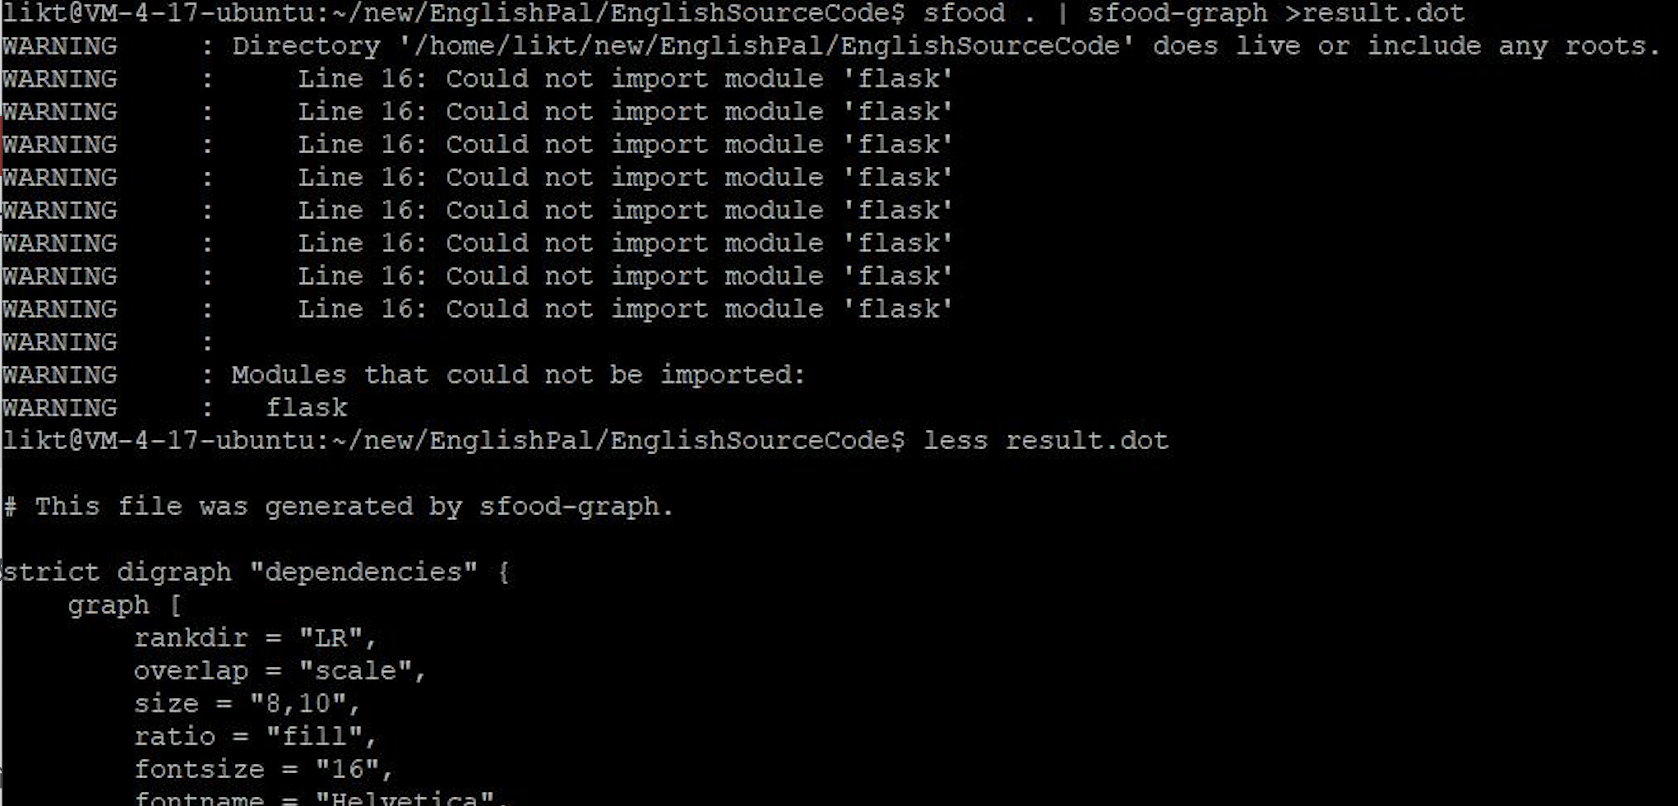 likt@VM-4-17-ubuntu:~/new/EnglishPal/EnglishSourceCode$ sfood . | sfood-graph >result.dot
WARNING     : Directory '/home/likt/new/EnglishPal/EnglishSourceCode' does live or include any roots.
WARNING     :     Line 16: Could not import module 'flask'
WARNING     :     Line 16: Could not import module 'flask'
WARNING     :     Line 16: Could not import module 'flask'
WARNING     :     Line 16: Could not import module 'flask'
WARNING     :     Line 16: Could not import module 'flask'
WARNING     :     Line 16: Could not import module 'flask'
WARNING     :     Line 16: Could not import module 'flask'
WARNING     :     Line 16: Could not import module 'flask'
WARNING     :
WARNING     : Modules that could not be imported:
WARNING     :   flask
likt@VM-4-17-ubuntu:~/new/EnglishPal/EnglishSourceCode$ less result.dot
# This file was generated by sfood-graph.
strict digraph "dependencies" {
    graph [
        rankdir = "LR",
        overlap = "scale",
        size = "8,10",
        ratio = "fill",
        fontsize = "16",
        fontname = "Helvetica",